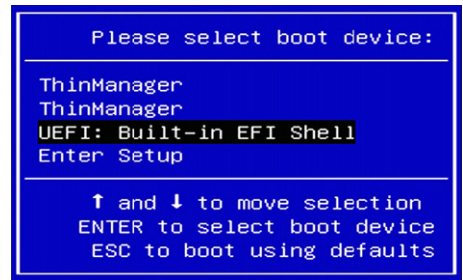 Please select boot device:
ThinManager
ThinManager
UEFI: Built-in EFI Shell
Enter Setup
↑ and ↓ to move selection
ENTER to select boot device
ESC to boot using defaults